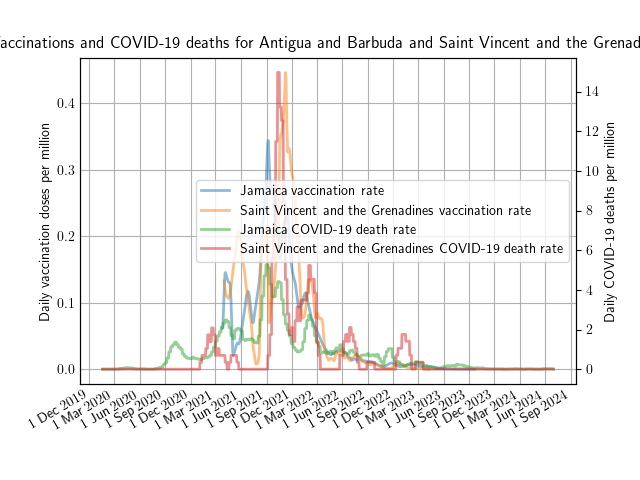 accinations and COVID-19 deaths for Antigua and Barbuda and Saint Vincent and the Grenad
Daily vaccination doses per million
0.4
0.3
0.2
0.1
0.0
Jamaica vaccination rate
Saint Vincent and the Grenadines vaccination rate
Jamaica COVID-19 death rate
Saint Vincent and the Grenadines COVID-19 death rate
14
12
10
8
6
4
2
0
Daily COVID-19 deaths per million
1 Dec 2019
1 Mar 2020
1 Jun 2020
1 Sep 2020
1 Dec 2020
1 Mar 2021
1 Jun 2021
1 Sep 2021
1 Dec 2021
1 Mar 2022
1 Jun 2022
1 Sep 2022
1 Dec 2022
1 Mar 2023
1 Jun 2023
1 Sep 2023
1 Dec 2023
1 Mar 2024
1 Jun 2024
1 Sep 2024